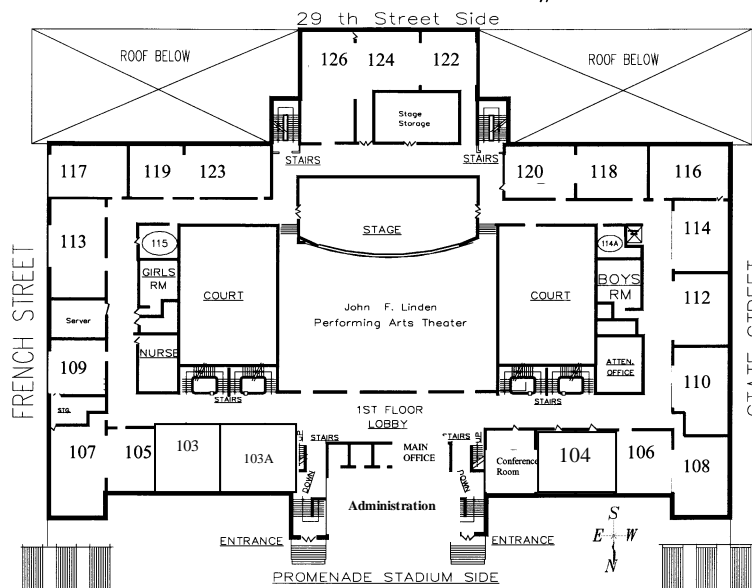 29 th Street Side
ROOF BELOW
126
124
122
ROOF BELOW
Stage
Storage
STAIRS
STAIRS
117
119
123
120
118
116
113
115
STAGE
114A
114
GIRLS
RM
COURT
COURT
BOYS
RM
112
John F. Linden
Performing Arts Theater
Server
NURSE
109
ATTEN.
OFFICE
110
STG
STAIRS
STAIRS
1ST FLOOR
LOBBY
107
105
103
103A
STAIRS
UP
DOWN
MAIN
OFFICE
STAIRS
UP
DOWN
Conference
Room
104
106
108
Administration
FRENCH STREET
ENTRANCE
ENTRANCE
S
E W
N
PROMENADE STADIUM SIDE